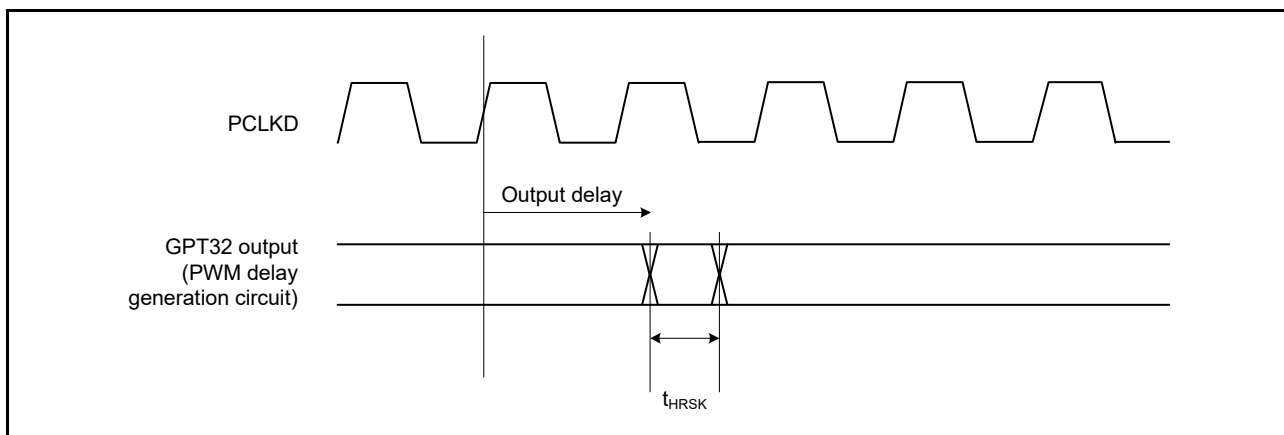 PCLKD
Output delay
GPT32 output
(PWM delay
generation circuit)
tHRSK